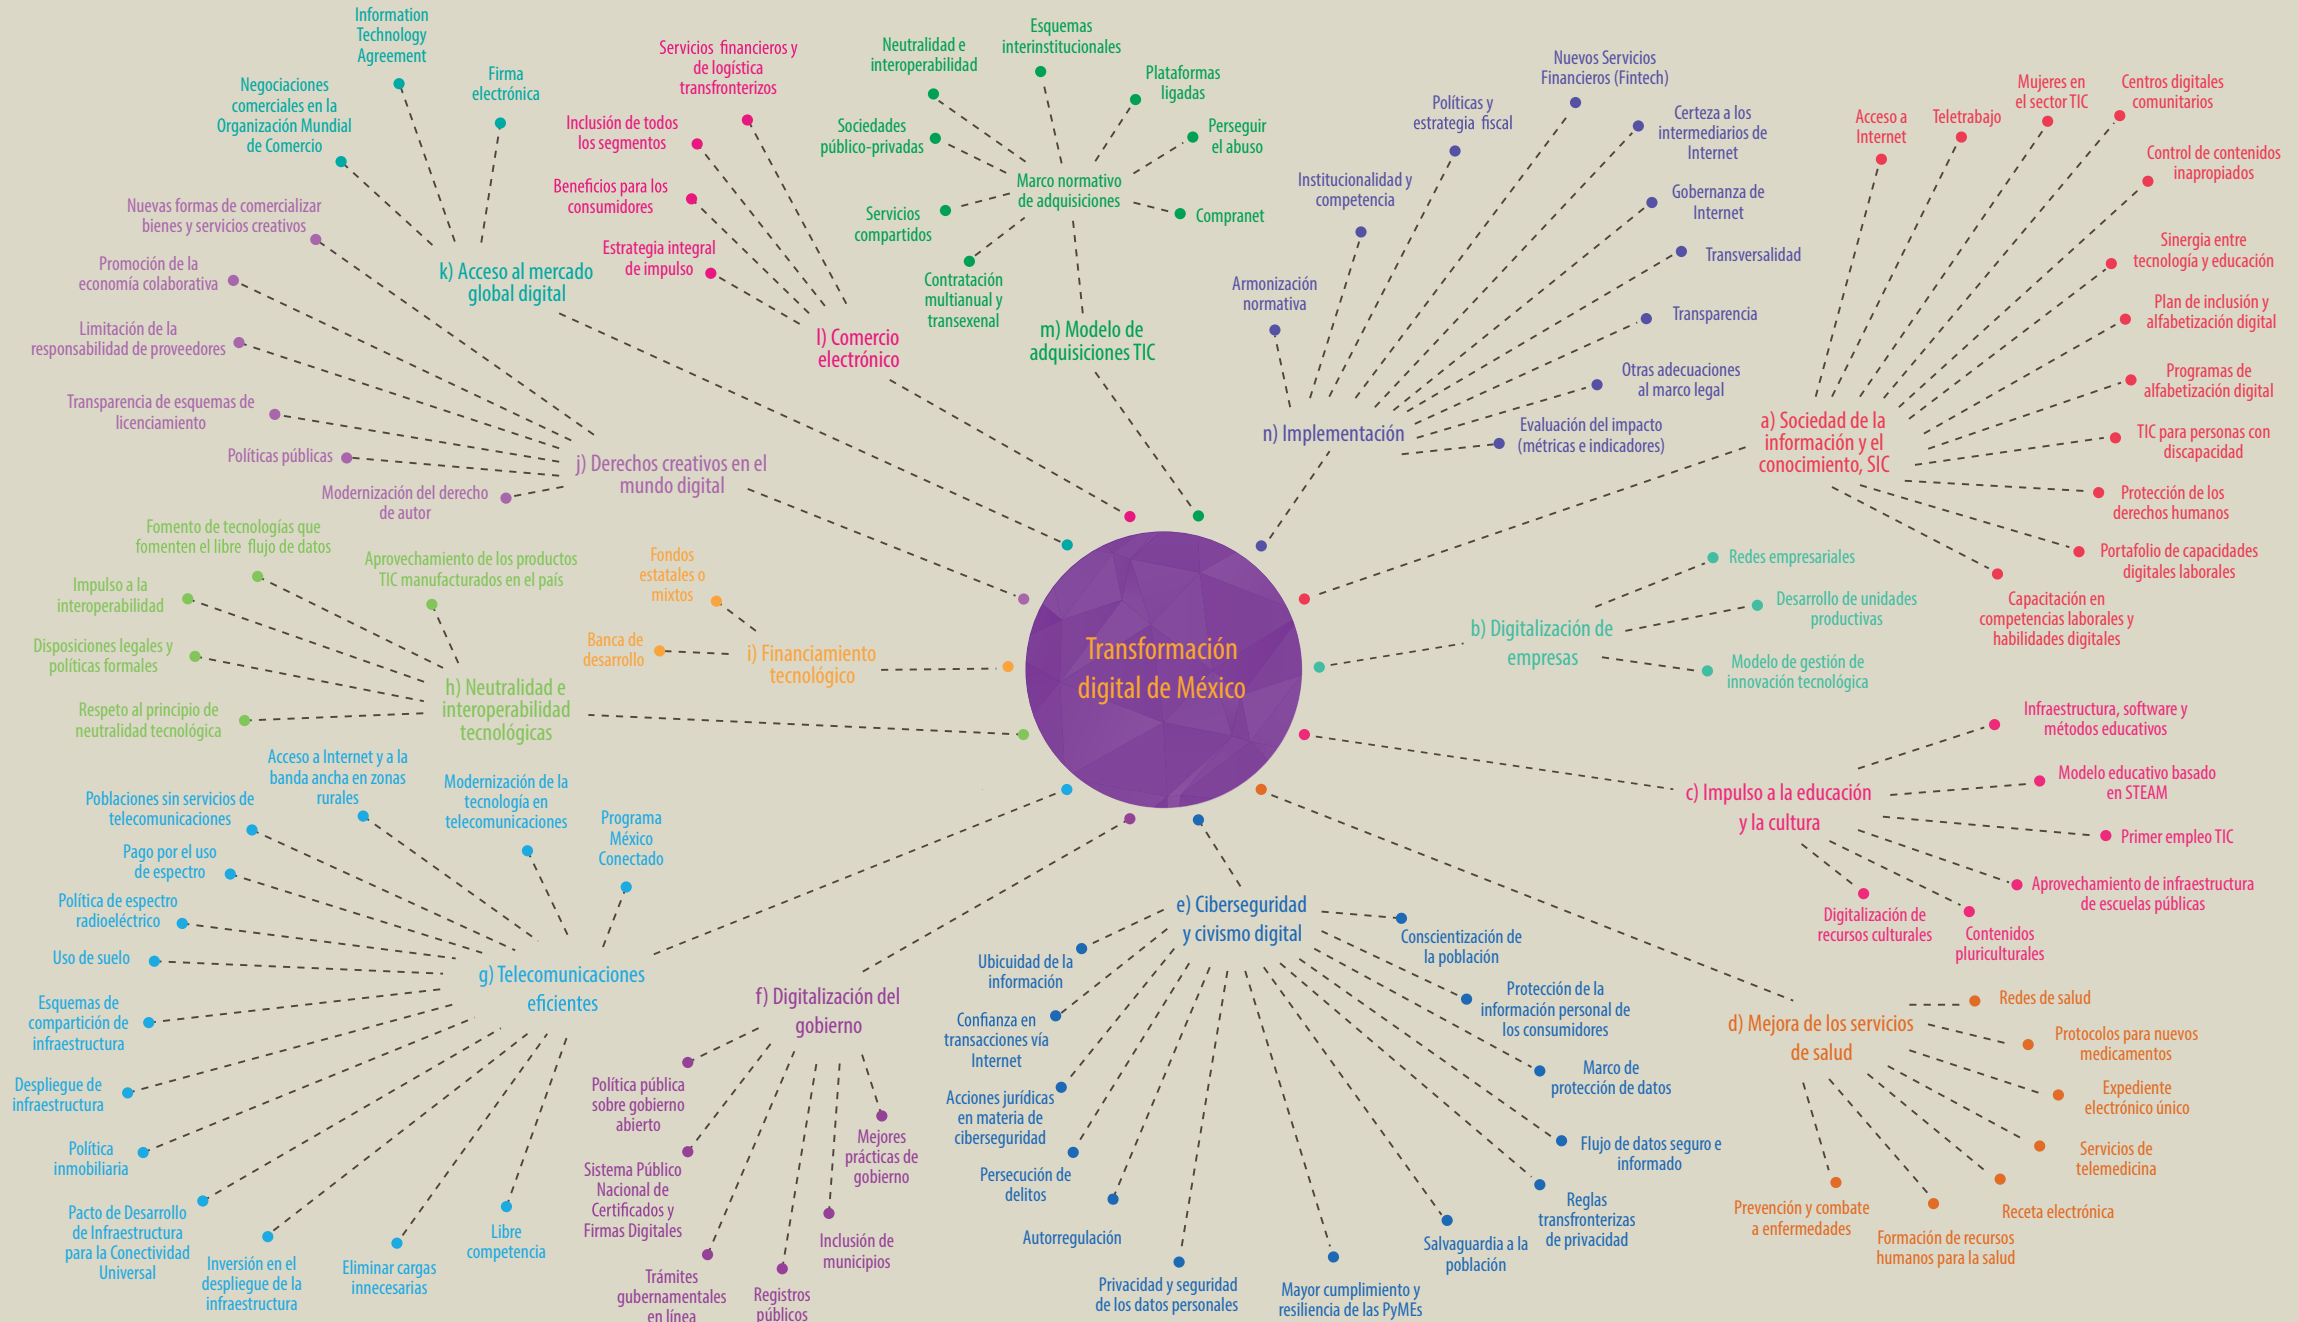 Transformación
digital de México
a) Sociedad de la
información y el
conocimiento, SIC
Acceso a
Internet
Teletrabajo
Mujeres en
el sector TIC
Centros digitales
comunitarios
Control de contenidos
inapropiados
Sinergia entre
tecnología y educación
Plan de inclusión y
alfabetización digital
Programas de
alfabetización digital
TIC para personas con
discapacidad
Protección de los
derechos humanos
Portafolio de capacidades
digitales laborales
Capacitación en
competencias laborales y
habilidades digitales
b) Digitalización de
empresas
Redes empresariales
Desarrollo de unidades
productivas
Modelo de gestión de
innovación tecnológica
c) Impulso a la educación
y la cultura
Infraestructura, software y
métodos educativos
Modelo educativo basado
en STEAM
Primer empleo TIC
Aprovechamiento de infraestructura
de escuelas públicas
Contenidos
pluriculturales
Digitalización de
recursos culturales
d) Mejora de los servicios
de salud
Redes de salud
Protocolos para nuevos
medicamentos
Expediente
electrónico único
Servicios de
telemedicina
Receta electrónica
Formación de recursos
humanos para la salud
Prevención y combate
a enfermedades
e) Ciberseguridad
y civismo digital
Conscientización de
la población
Protección de la
información personal de
los consumidores
Marco de
protección de datos
Flujo de datos seguro e
informado
Reglas
transfronterizas
de privacidad
Salvaguardia a la
población
Mayor cumplimiento y
resiliencia de las PyMEs
Privacidad y seguridad
de los datos personales
Autorregulación
Persecución de
delitos
Acciones jurídicas
en materia de
ciberseguridad
Confianza en
transacciones vía
Internet
Ubicuidad de la
información
f) Digitalización del
gobierno
Mejores
prácticas de
gobierno
Inclusión de
municipios
Registros
públicos
Trámites
gubernamentales
en línea
Sistema Público
Nacional de
Certificados y
Firmas Digitales
Política pública
sobre gobierno
abierto
g) Telecomunicaciones
eficientes
Libre
competencia
Eliminar cargas
innecesarias
Inversión en el
despliegue de la
infraestructura
Pacto de Desarrollo
de Infraestructura
para la Conectividad
Universal
Política
inmobiliaria
Despliegue de
infraestructura
Esquemas de
compartición de
infraestructura
Uso de suelo
Política de espectro
radioeléctrico
Pago por el uso
de espectro
Poblaciones sin servicios de
telecomunicaciones
Acceso a Internet y a la
banda ancha en zonas
rurales
Modernización de la
tecnología en
telecomunicaciones
Programa
México
Conectado
h) Neutralidad e
interoperabilidad
tecnológicas
Respeto al principio de
neutralidad tecnológica
Disposiciones legales y
políticas formales
Impulso a la
interoperabilidad
Fomento de tecnologías que
fomenten el libre flujo de datos
Aprovechamiento de los productos
TIC manufacturados en el país
i) Financiamiento
tecnológico
Banca de
desarrollo
Fondos
estatales o
mixtos
j) Derechos creativos en el
mundo digital
Modernización del derecho
de autor
Políticas públicas
Transparencia de esquemas de
licenciamiento
Limitación de la
responsabilidad de proveedores
Promoción de la
economía colaborativa
Nuevas formas de comercializar
bienes y servicios creativos
k) Acceso al mercado
global digital
Negociaciones
comerciales en la
Organización Mundial
de Comercio
Information
Technology
Agreement
Firma
electrónica
l) Comercio
electrónico
Estrategia integral
de impulso
Beneficios para los
consumidores
Inclusión de todos
los segmentos
Servicios financieros y
de logística
transfronterizos
m) Modelo de
adquisiciones TIC
Marco normativo
de adquisiciones
Contratación
multianual y
transexenal
Servicios
compartidos
Sociedades
público-privadas
Neutralidad e
interoperabilidad
Esquemas
interinstitucionales
Plataformas
ligadas
Perseguir
el abuso
Compranet
n) Implementación
Armonización
normativa
Institucionalidad y
competencia
Políticas y
estrategia fiscal
Nuevos Servicios
Financieros (Fintech)
Certeza a los
intermediarios de
Internet
Gobernanza de
Internet
Transversalidad
Transparencia
Otras adecuaciones
al marco legal
Evaluación del impacto
(métricas e indicadores)